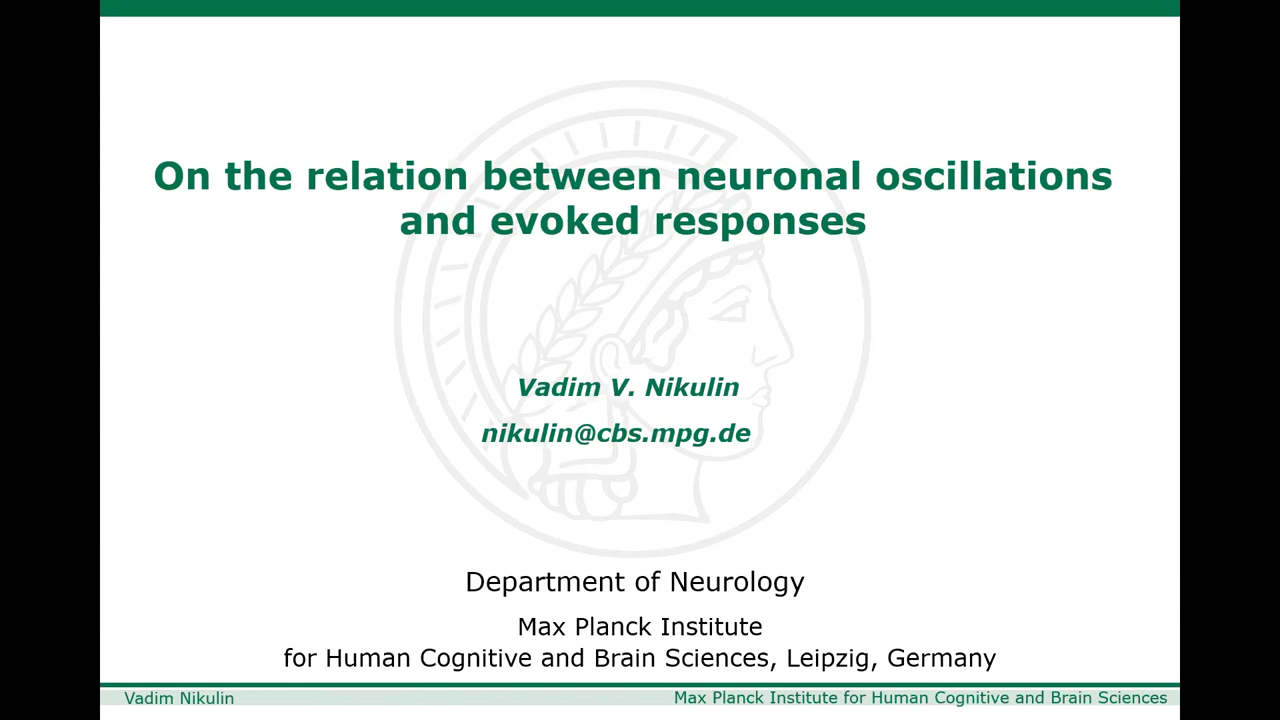 On the relation between neuronal oscillations
and evoked responses
Vadim V. Nikulin
nikulin@cbs.mpg.de
Department of Neurology
Max Planck Institute
for Human Cognitive and Brain Sciences, Leipzig, Germany
Vadim Nikulin
Max Planck Institute for Human Cognitive and Brain Sciences